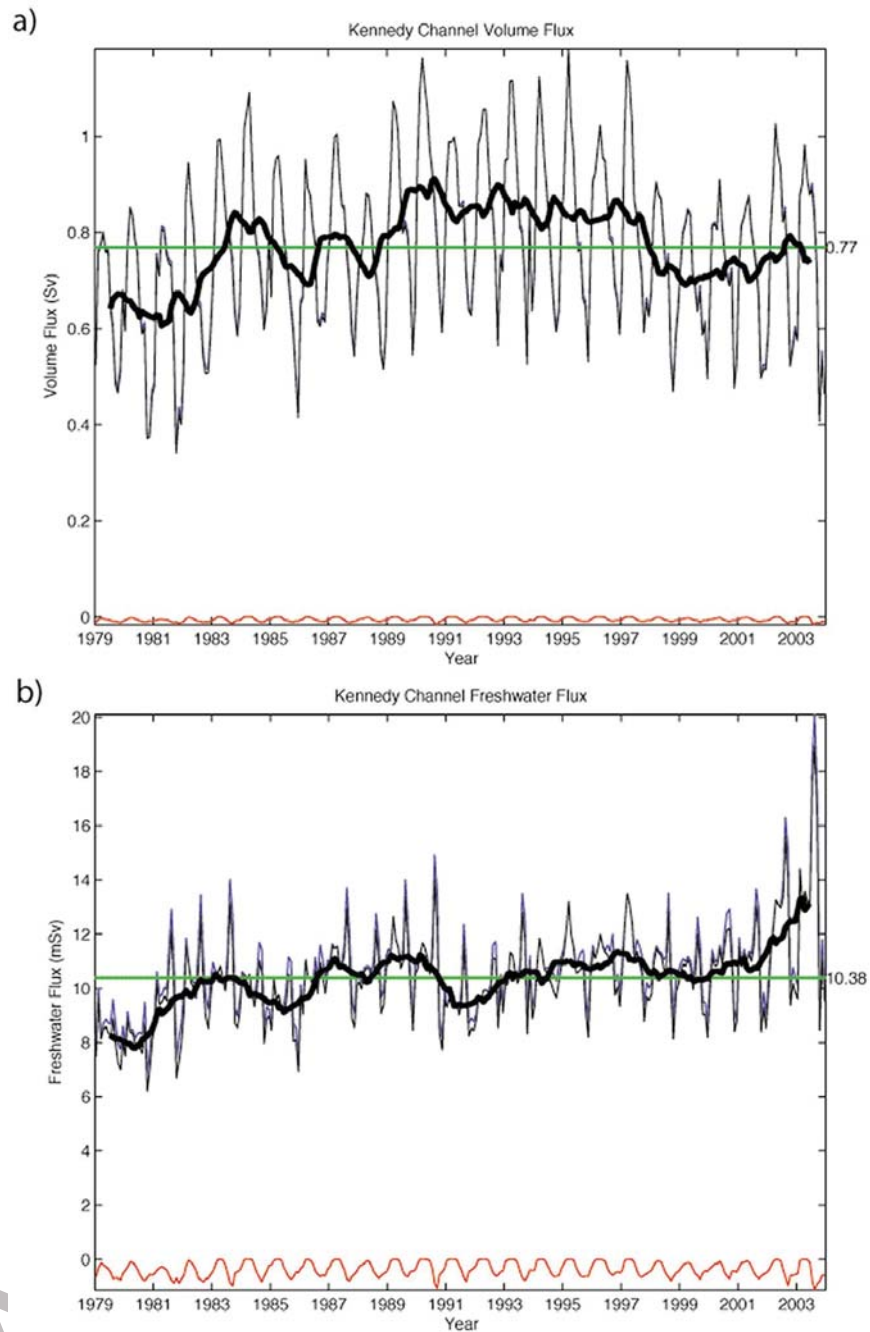 a)
Kennedy Channel Volume Flux
Volume Flux (Sv)
1
0.8
0.6
0.4
0.2
0
0.77
1979 1981 1983 1985 1987 1989 1991 1993 1995 1997 1999 2001 2003
Year
b)
Kennedy Channel Freshwater Flux
Freshwater Flux (mSv)
20
18
16
14
12
10
8
6
4
2
0
10.38
1979 1981 1983 1985 1987 1989 1991 1993 1995 1997 1999 2001 2003
Year